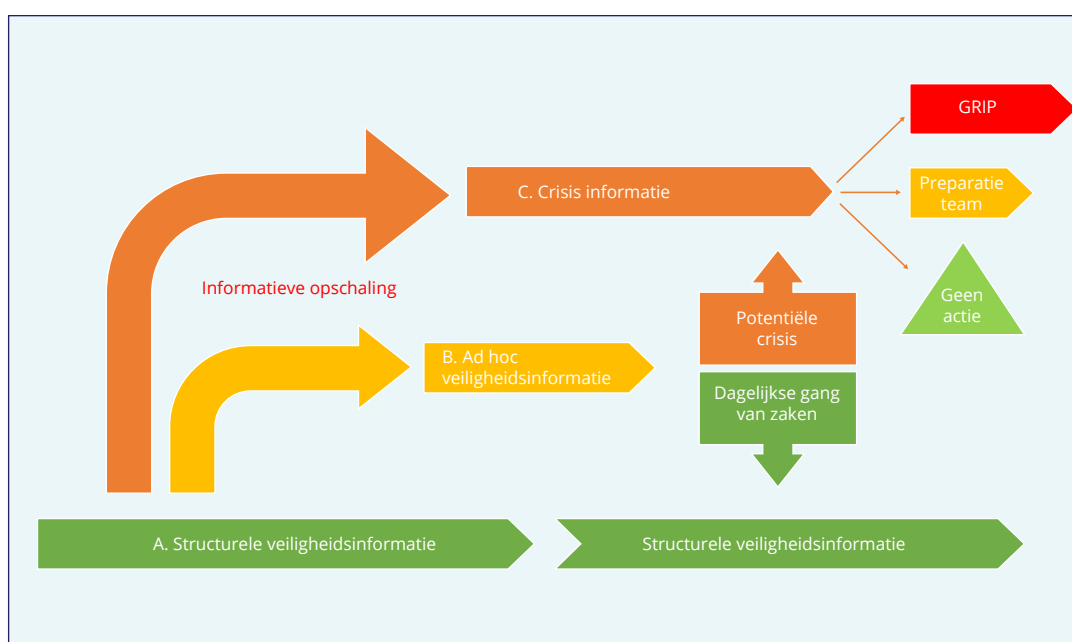 GRIP
C. Crisis informatie
Preparatie
team
Informatieve opschaling
Geen
actie
Potentiële
crisis
B. Ad hoc
veiligheidsinformatie
Dagelijkse gang
van zaken
A. Structurele veiligheidsinformatie
Structurele veiligheidsinformatie